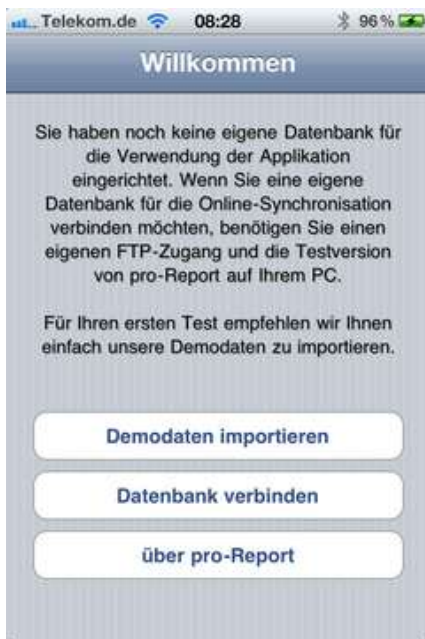 Telekom.de 08:28 96 %
Willkommen
Sie haben noch keine eigene Datenbank für
die Verwendung der Applikation
eingerichtet. Wenn Sie eine eigene
Datenbank für die Online-Synchronisation
verbinden möchten, benötigen Sie einen
eigenen FTP-Zugang und die Testversion
von pro-Report auf Ihrem PC.
Für Ihren ersten Test empfehlen wir Ihnen
einfach unsere Demodaten zu importieren.
Demodaten importieren
Datenbank verbinden
über pro-Report